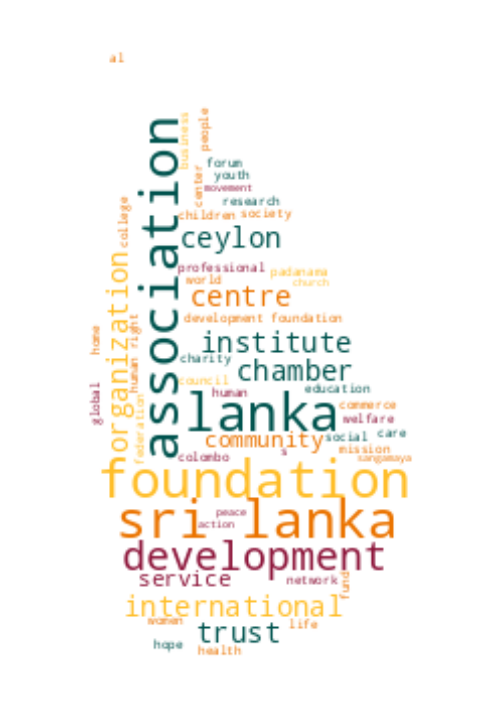 al
association
business
people
forum
youth
center
movement
research
college
children
society
ceylon
organization
professional
padanama
world
church
centre
development foundation
human right
home
institute
charity
chamber
council
education
global
human
lanka
federation
commerce
welfare
community
social
care
s
mission
colombo
sangamaya
foundation
sri lanka
peace
action
development
service
network
fund
international
women
trust
life
hope
health